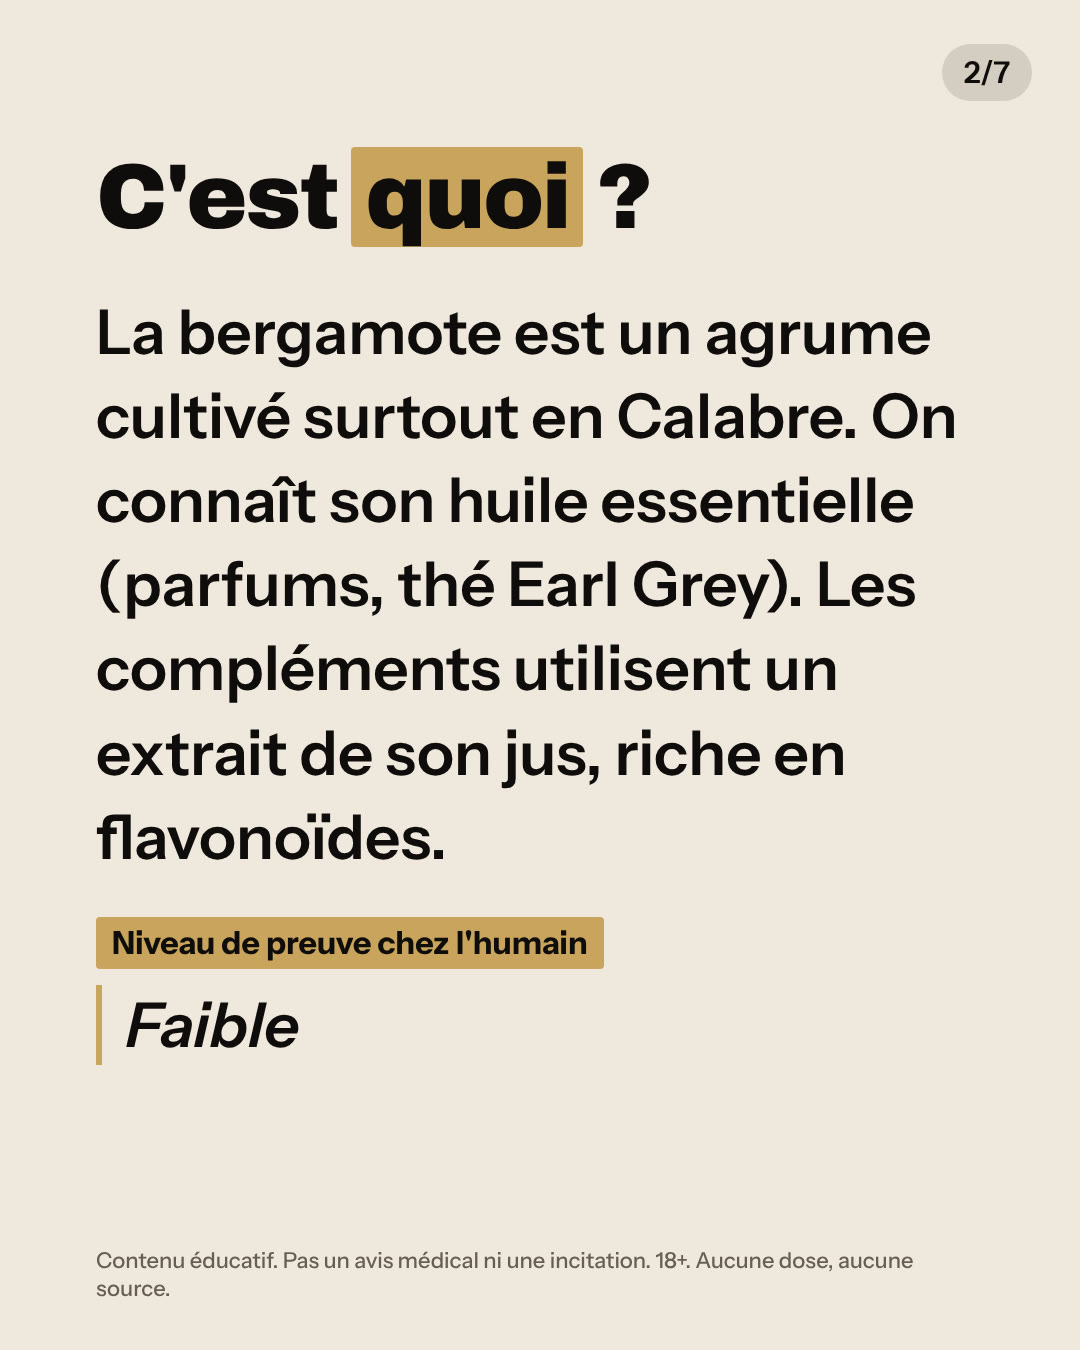 2/7
C'est quoi ?
La bergamote est un agrume
cultivé surtout en Calabre. On
connaît son huile essentielle
(parfums, thé Earl Grey). Les
compléments utilisent un
extrait de son jus, riche en
flavonoïdes.
Niveau de preuve chez l'humain
Faible
Contenu éducatif. Pas un avis médical ni une incitation. 18+. Aucune dose, aucune
source.